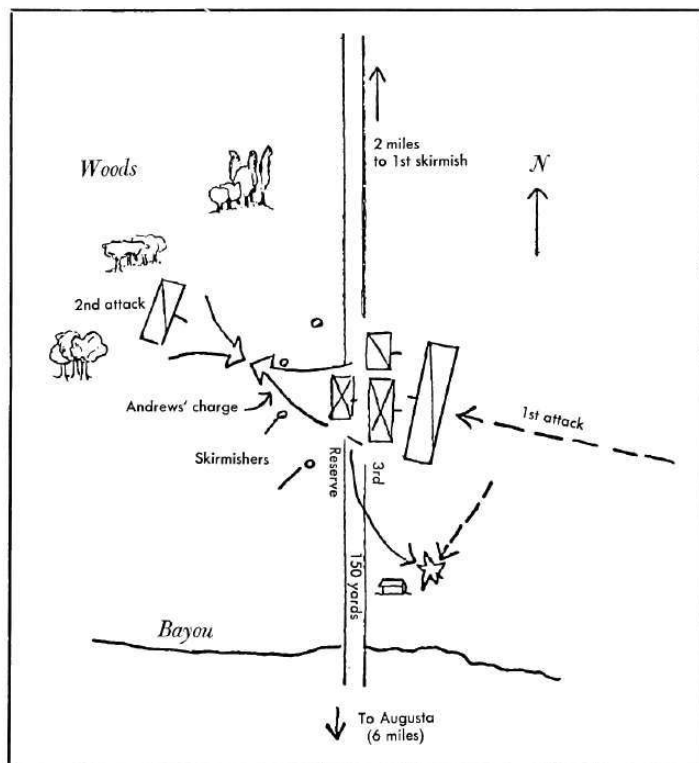 2 miles
to 1st skirmish
Woods
N
2nd attack
Andrews' charge
1st attack
Skirmishers
Reserve
3rd
150 yards
Bayou
To Augusta
(6 miles)